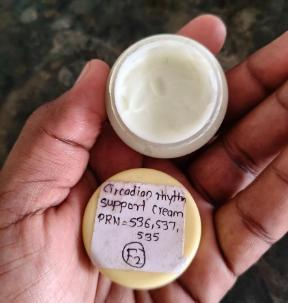 Circadian rhythm
support cream
PRN=536,537,
535
F2